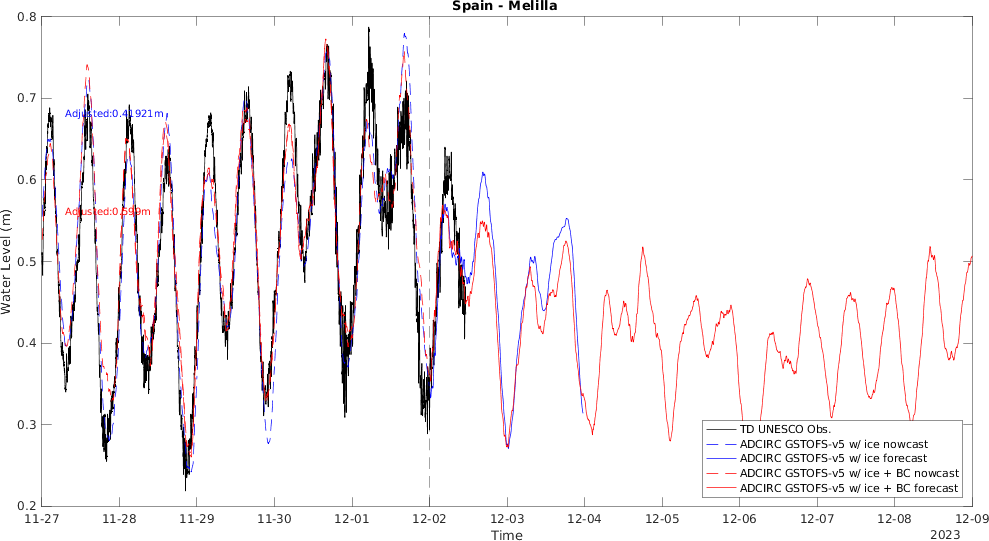 Spain - Melilla
0.8
0.7
0.6
0.5
0.4
0.3
0.2
Water Level (m)
Adjusted:0.41921m
Adjusted:0.599m
TD UNESCO Obs.
ADCIRC GSTOFS-v5 w/ ice nowcast
ADCIRC GSTOFS-v5 w/ ice forecast
ADCIRC GSTOFS-v5 w/ ice + BC nowcast
ADCIRC GSTOFS-v5 w/ ice + BC forecast
11-27 11-28 11-29 11-30 12-01 12-02 12-03 12-04 12-05 12-06 12-07 12-08 12-09
Time
2023